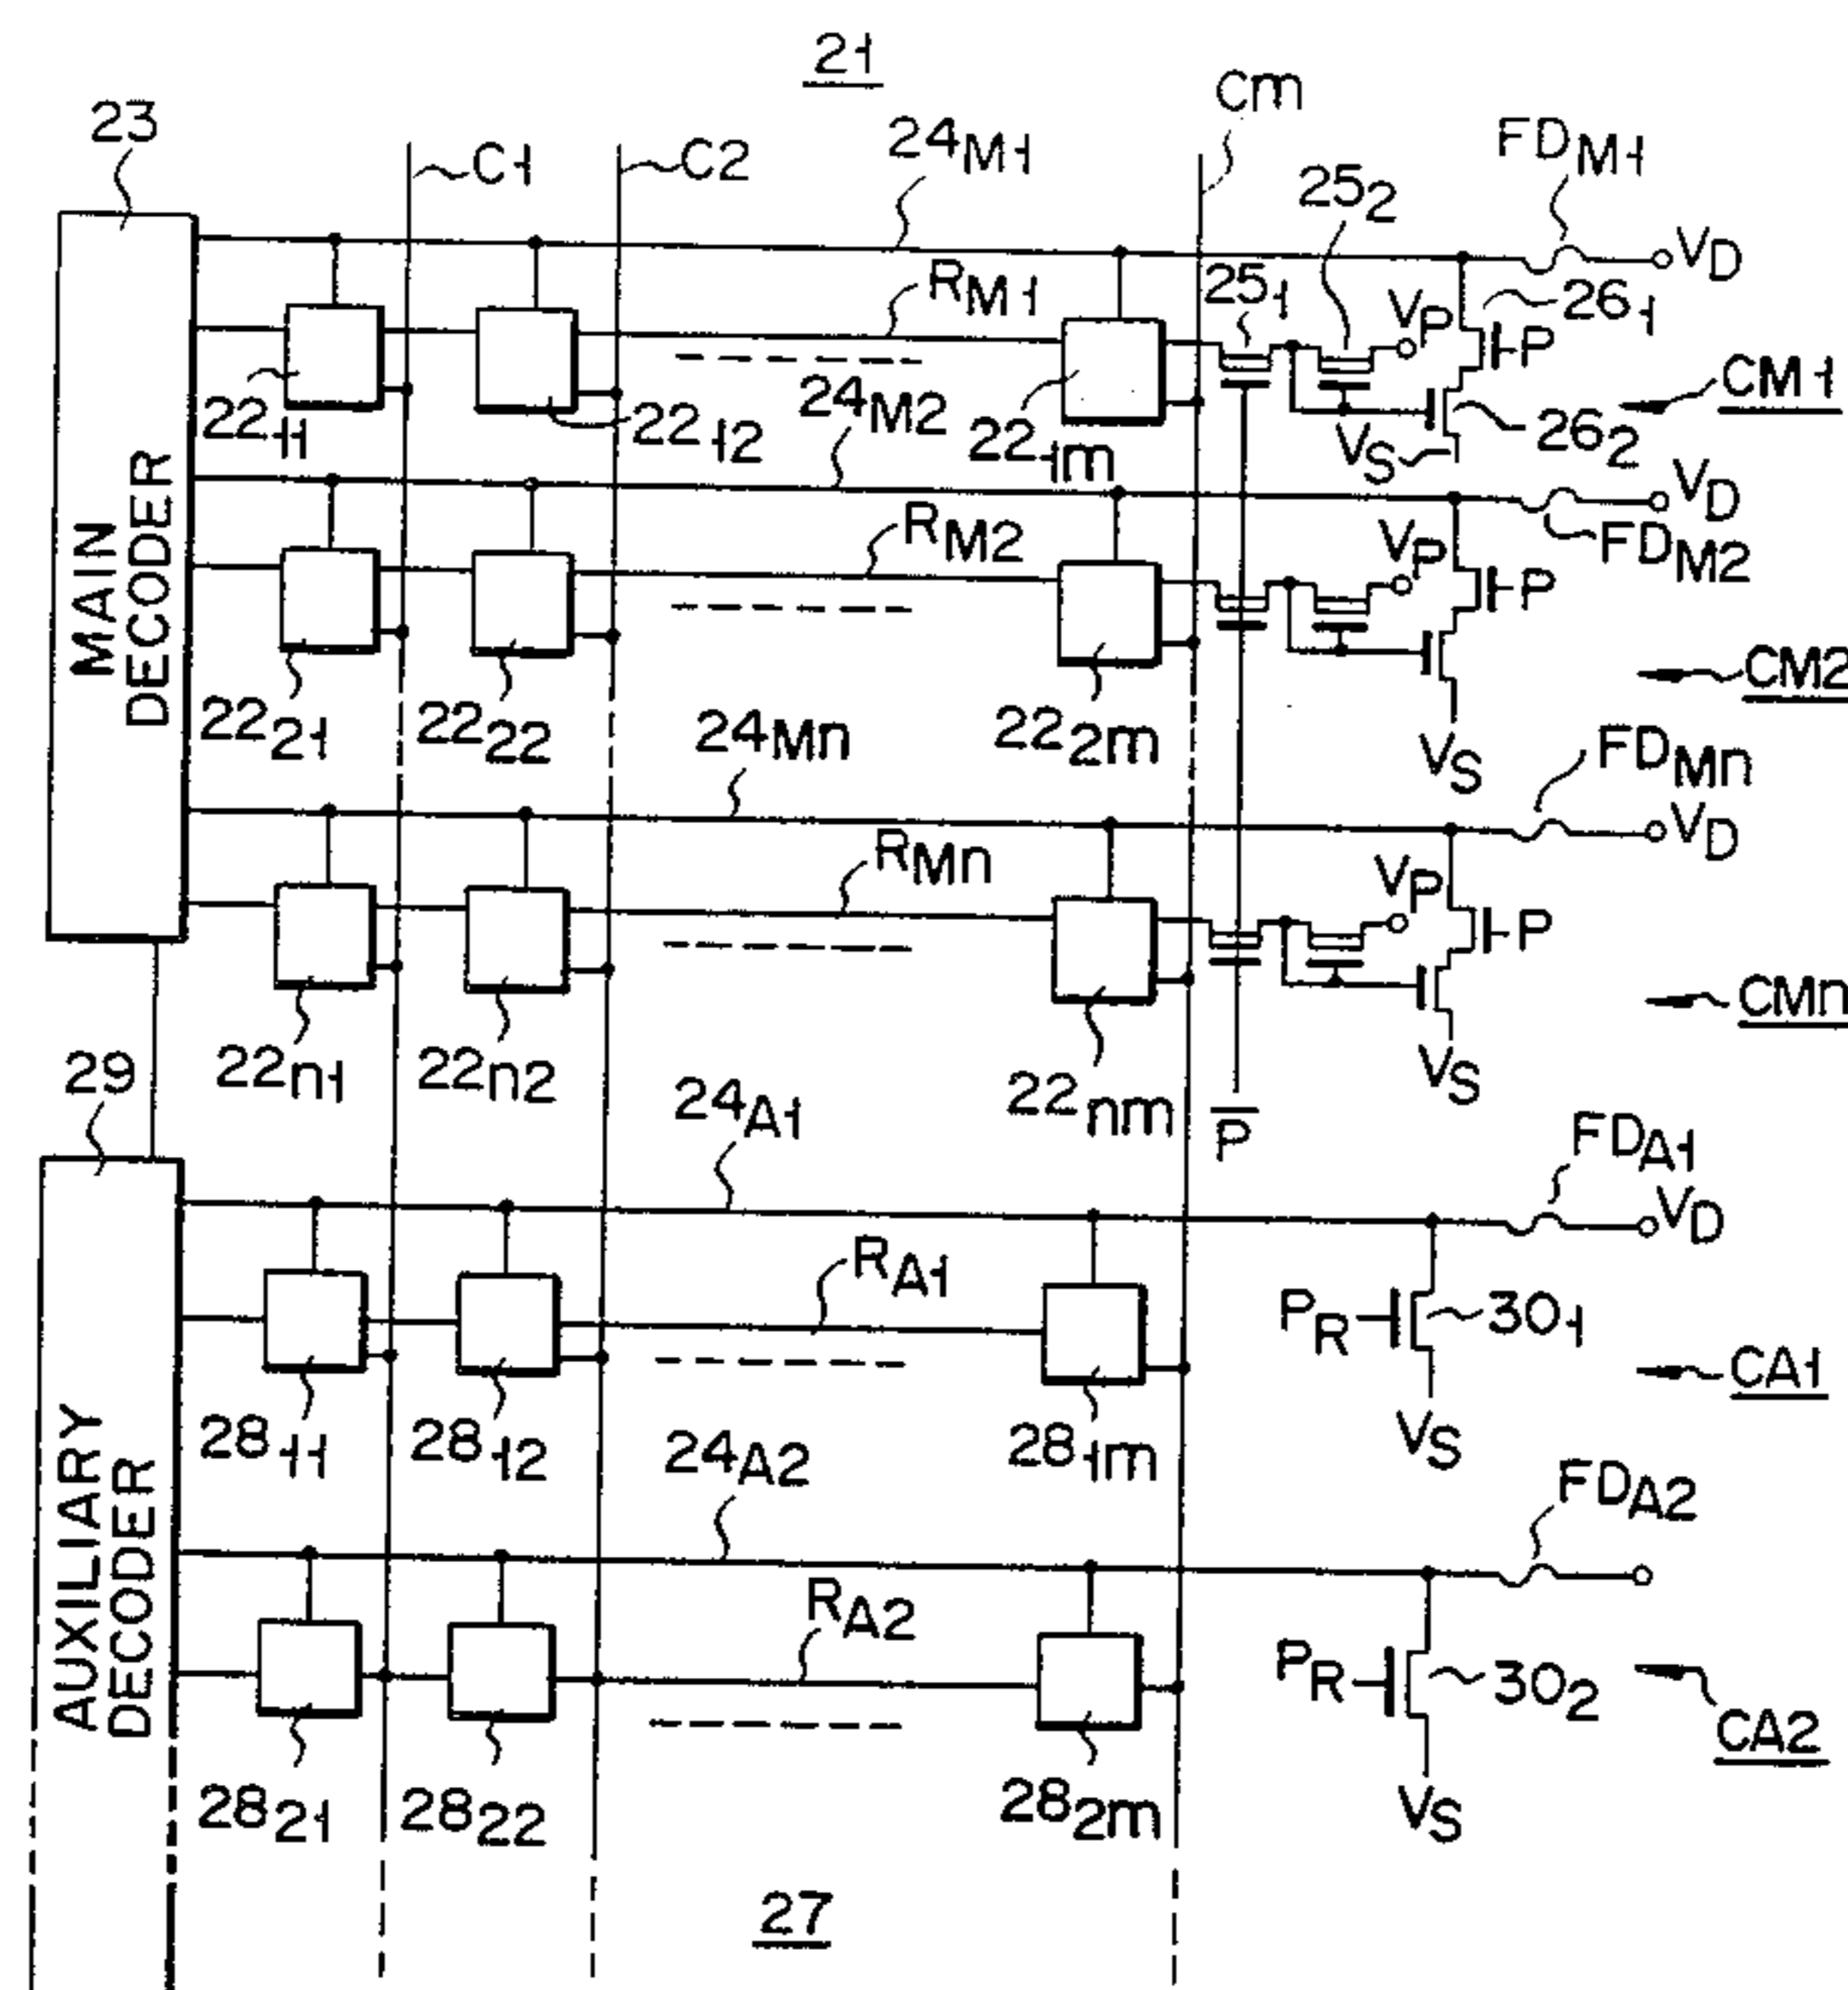 21
23
C1
C2
24M1
Cm
252
FDM1
VD
RM1
251
VP
261
P
CM1
2211
2212
24M2
221m
VS
262
VD
MAIN DECODER
RM2
VP
P
FDM2
CM2
2221
2222
24Mn
222m
VS
FDMn
VD
RMn
VP
P
CMn
29
22n1
22n2
24A1
22nm
P̅
VS
FDA1
VD
RA1
PR
301
CA1
2811
2812
24A2
281m
VS
FDA2
AUXILIARY DECODER
RA2
PR
302
CA2
2821
2822
282m
VS
27